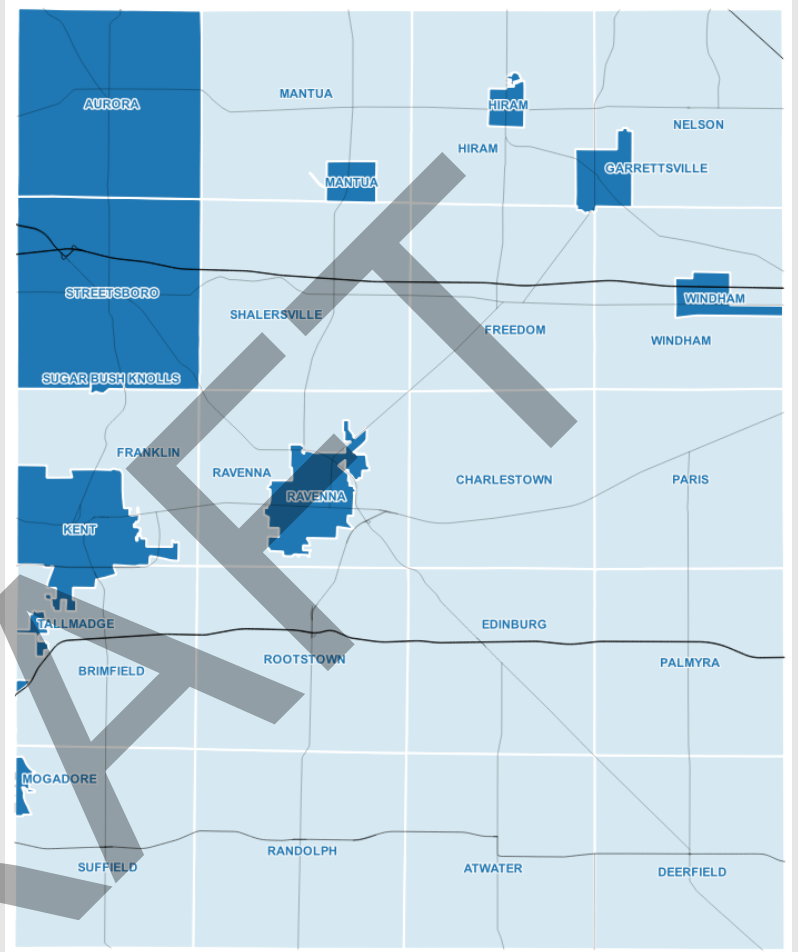 MANTUA
AURORA
HIRAM
NELSON
HIRAM
GARRETTSVILLE
MANTUA
STREETSBORO
WINDHAM
SHALERSVILLE
FREEDOM
WINDHAM
SUGAR BUSH KNOLLS
FRANKLIN
RAVENNA
CHARLESTOWN
PARIS
RAVENNA
KENT
TALLMADGE
EDINBURG
ROOTSTOWN
PALMYRA
BRIMFIELD
MOGADORE
RANDOLPH
SUFFIELD
ATWATER
DEERFIELD
AFT